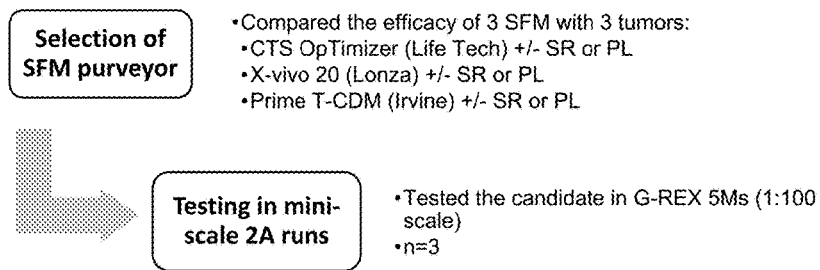 Selection of
SFM purveyor
•Compared the efficacy of 3 SFM with 3 tumors:
•CTS OpTimizer (Life Tech) +/- SR or PL
•X-vivo 20 (Lonza) +/- SR or PL
•Prime T-CDM (Irvine) +/- SR or PL
Testing in mini-
scale 2A runs
•Tested the candidate in G-REX 5Ms (1:100
scale)
•n=3